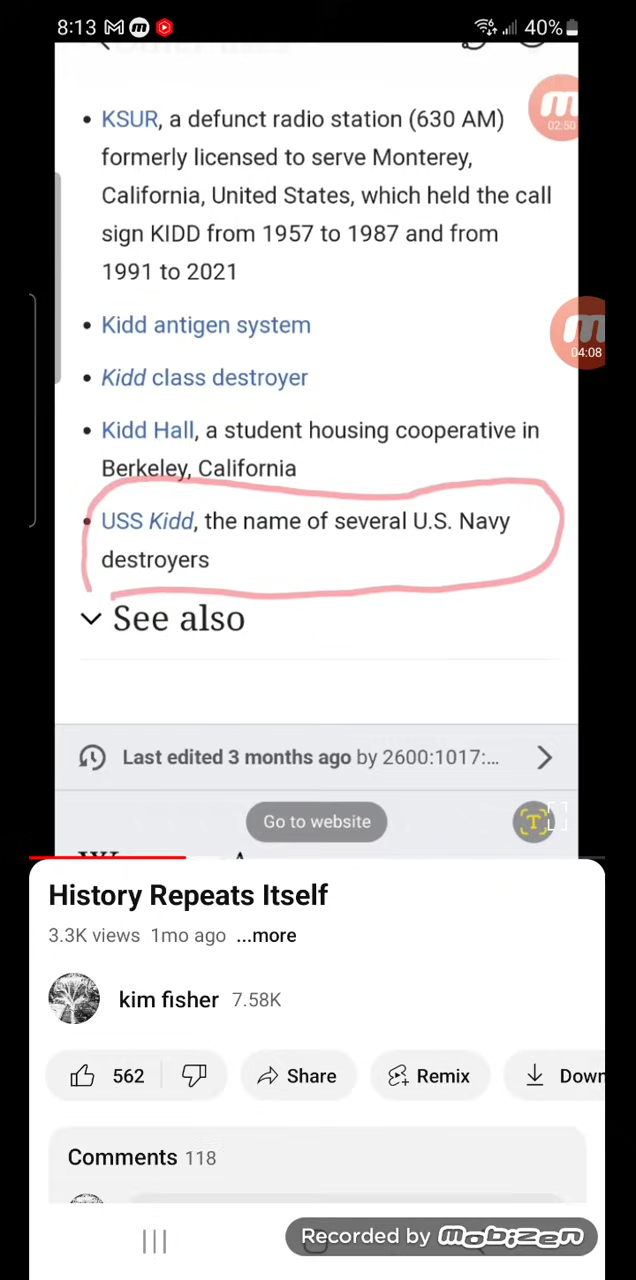 8:13 40%
KSUR, a defunct radio station (630 AM)
02:50
formerly licensed to serve Monterey,
California, United States, which held the call
sign KIDD from 1957 to 1987 and from
1991 to 2021
Kidd antigen system
04:08
Kidd class destroyer
Kidd Hall, a student housing cooperative in
Berkeley, California
USS Kidd, the name of several U.S. Navy
destroyers
See also
Last edited 3 months ago by 2600:1017:...
Go to website
T
History Repeats Itself
3.3K views 1mo ago ...more
kim fisher 7.58K
562 Share Remix Down
Comments 118
Recorded by mobizen